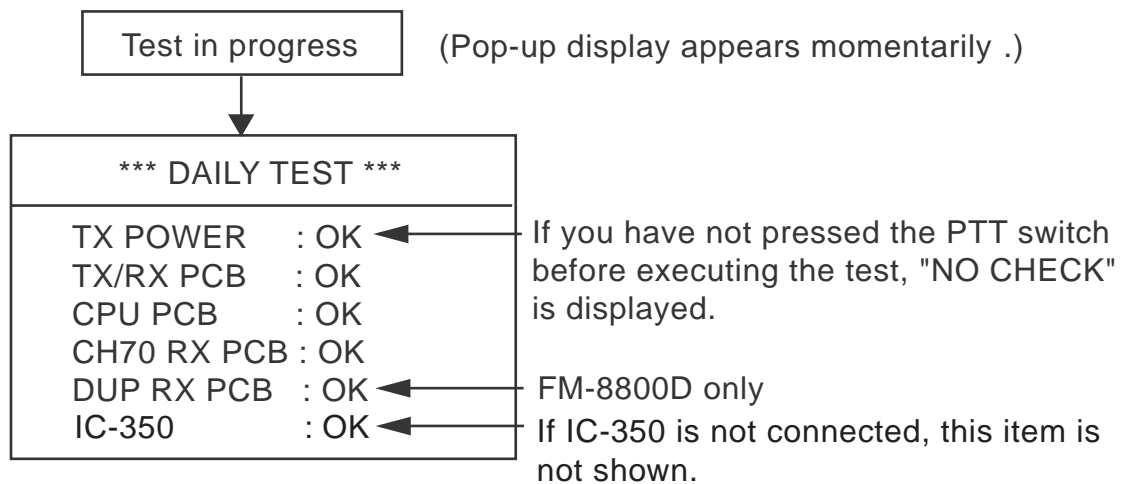 Test in progress (Pop-up display appears momentarily .)
*** DAILY TEST ***
TX POWER : OK
If you have not pressed the PTT switch
before executing the test, "NO CHECK"
is displayed.
TX/RX PCB : OK
CPU PCB : OK
CH70 RX PCB : OK
DUP RX PCB : OK
FM-8800D only
IC-350 : OK
If IC-350 is not connected, this item is
not shown.